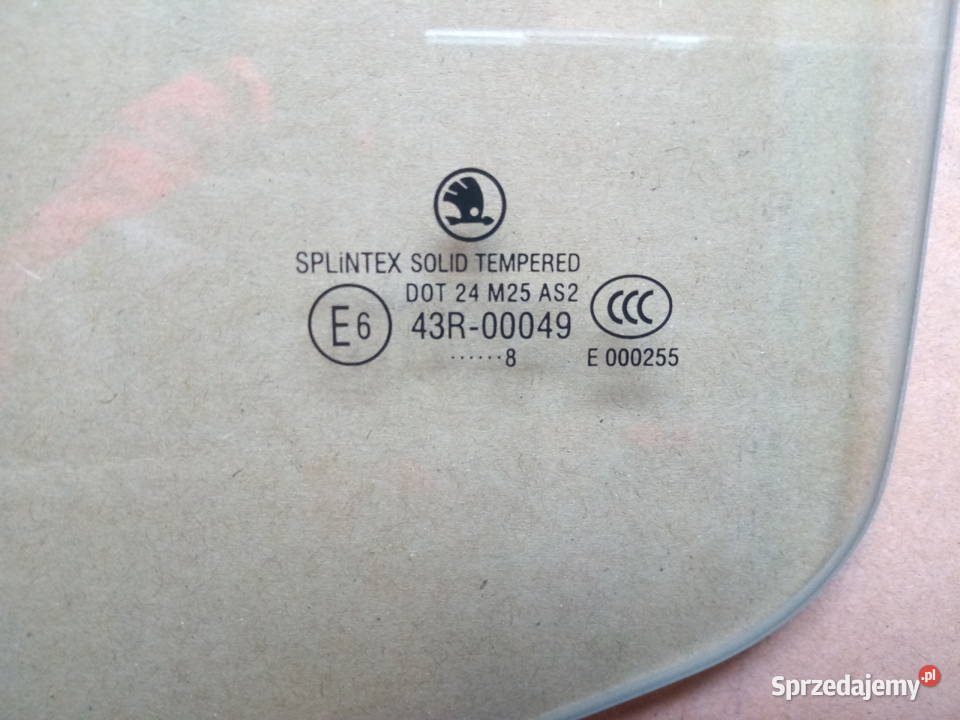 SPLiNTEX SOLID TEMPERED
DOT 24 M25 AS2
E6 43R-00049 CCC
······8 E 000255
Sprzedajemy.pl